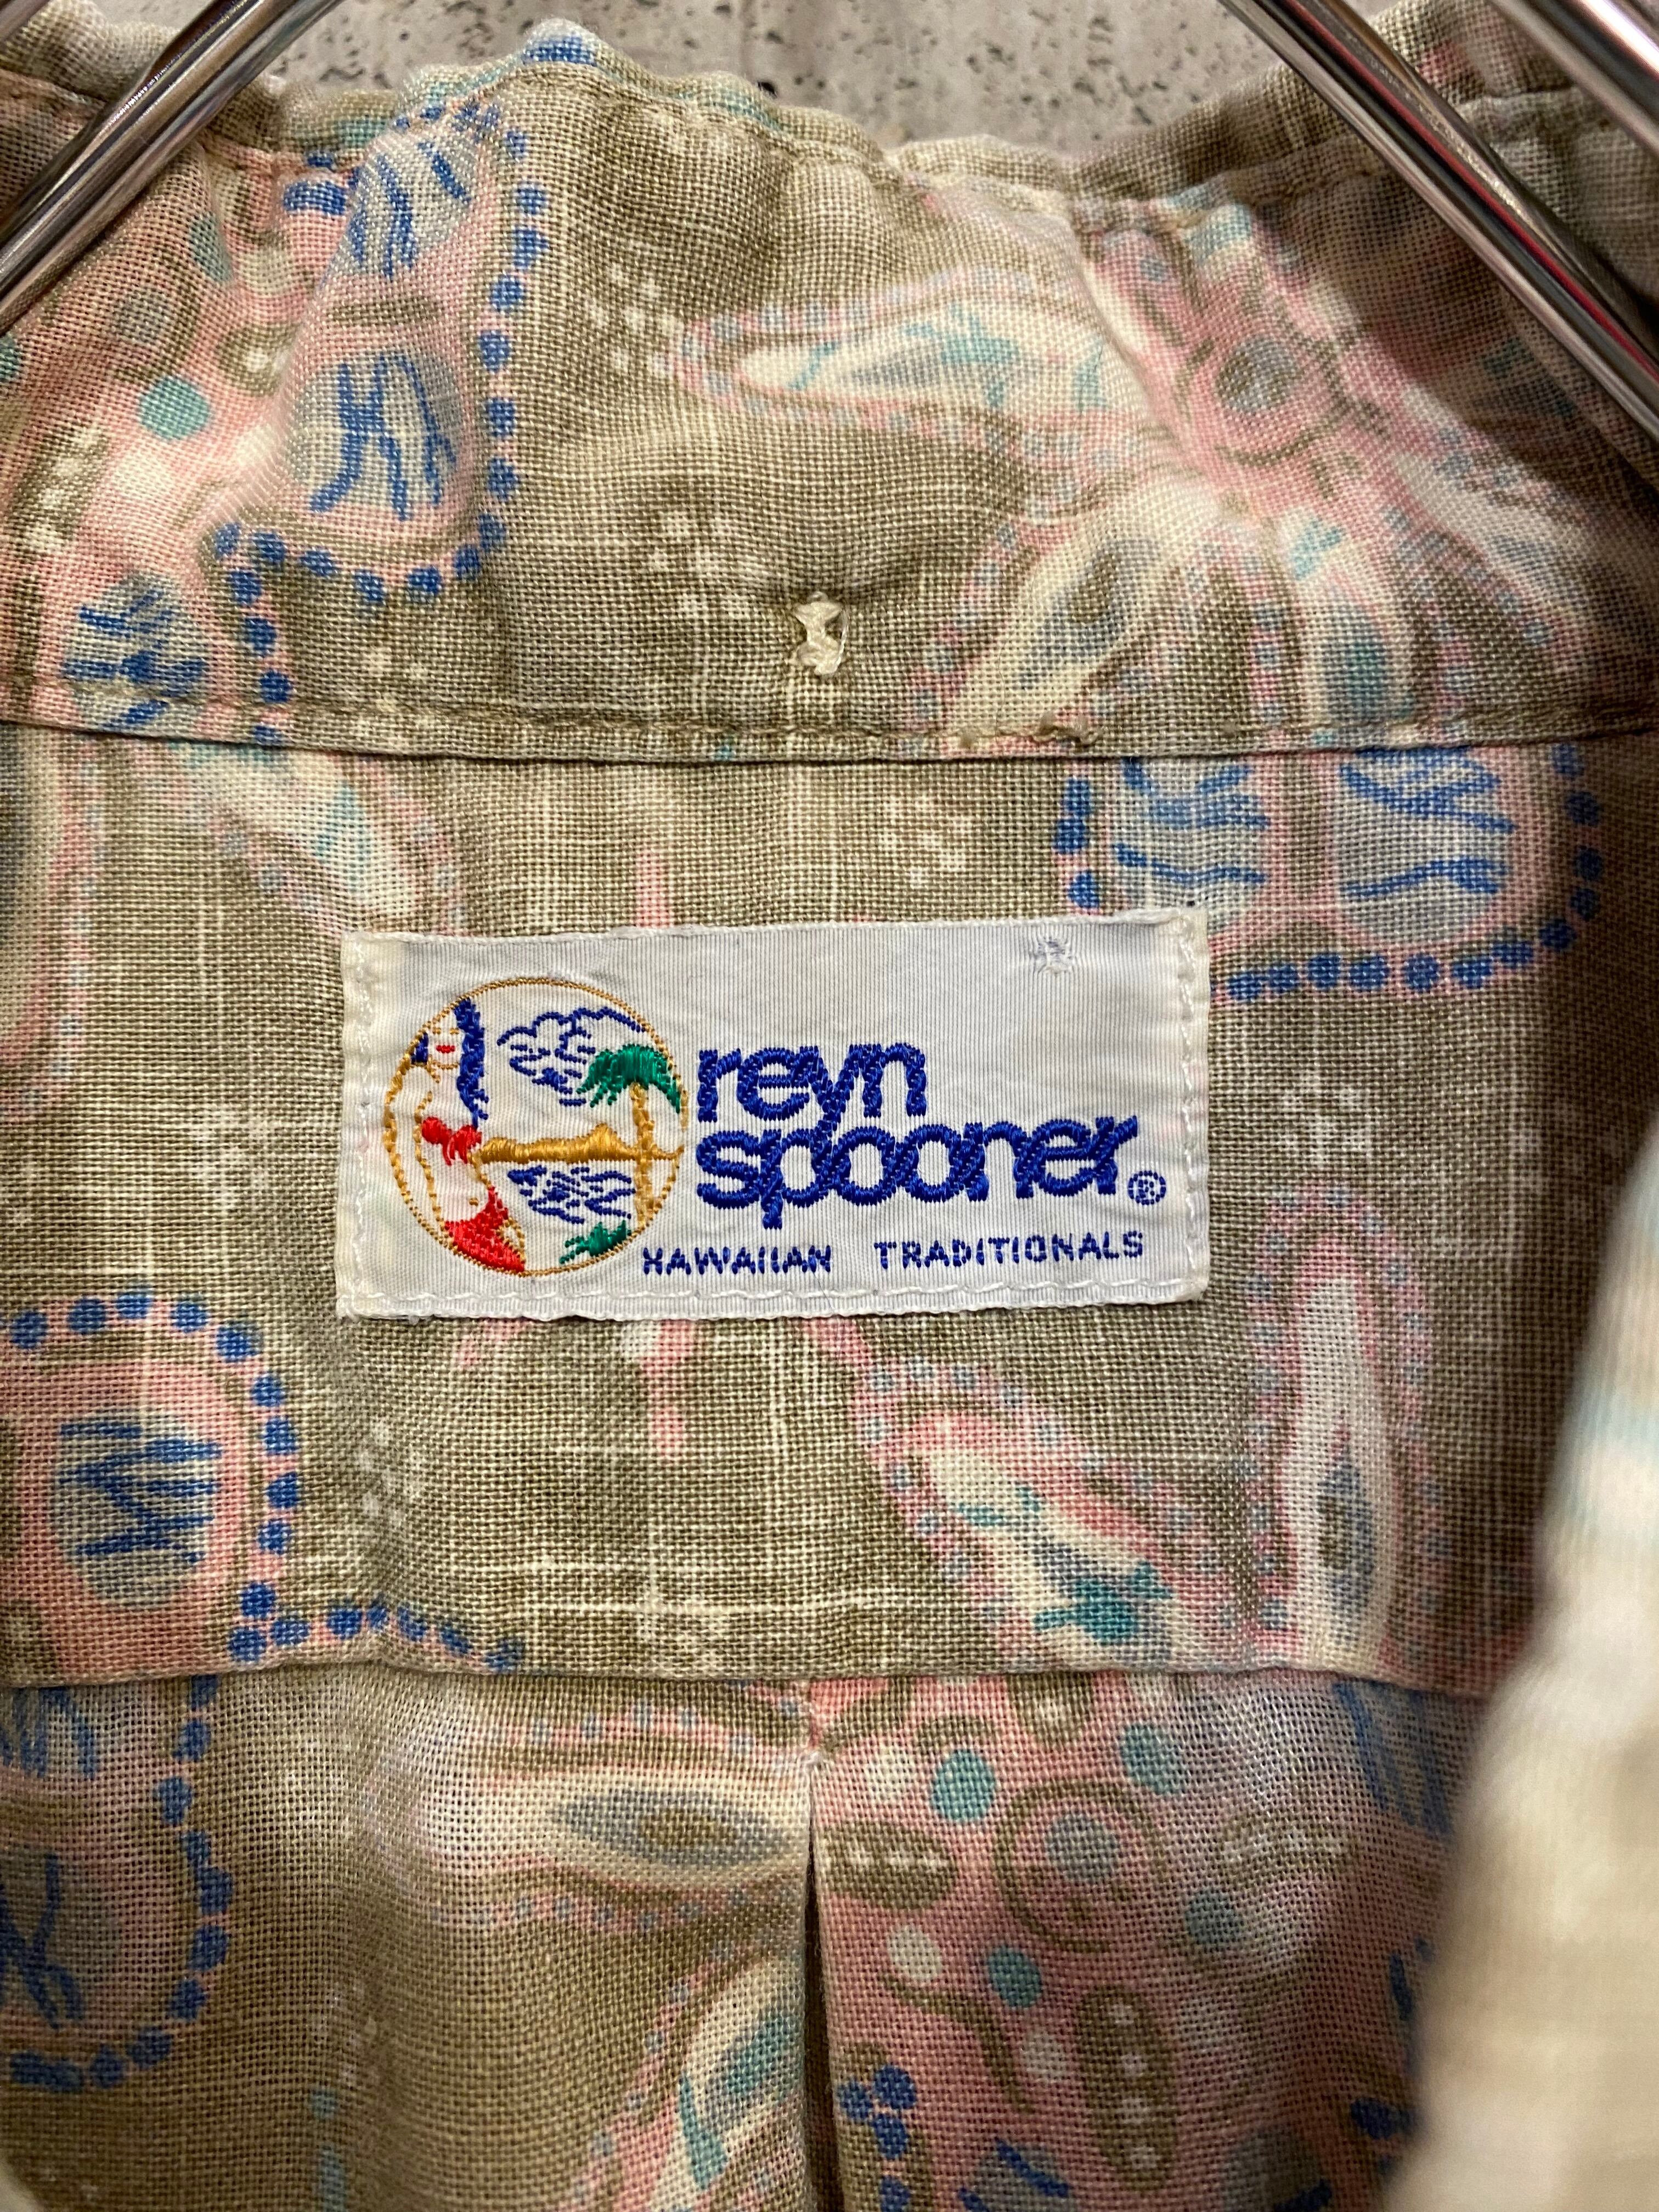 reyn
spooner®
HAWAIIAN TRADITIONALS